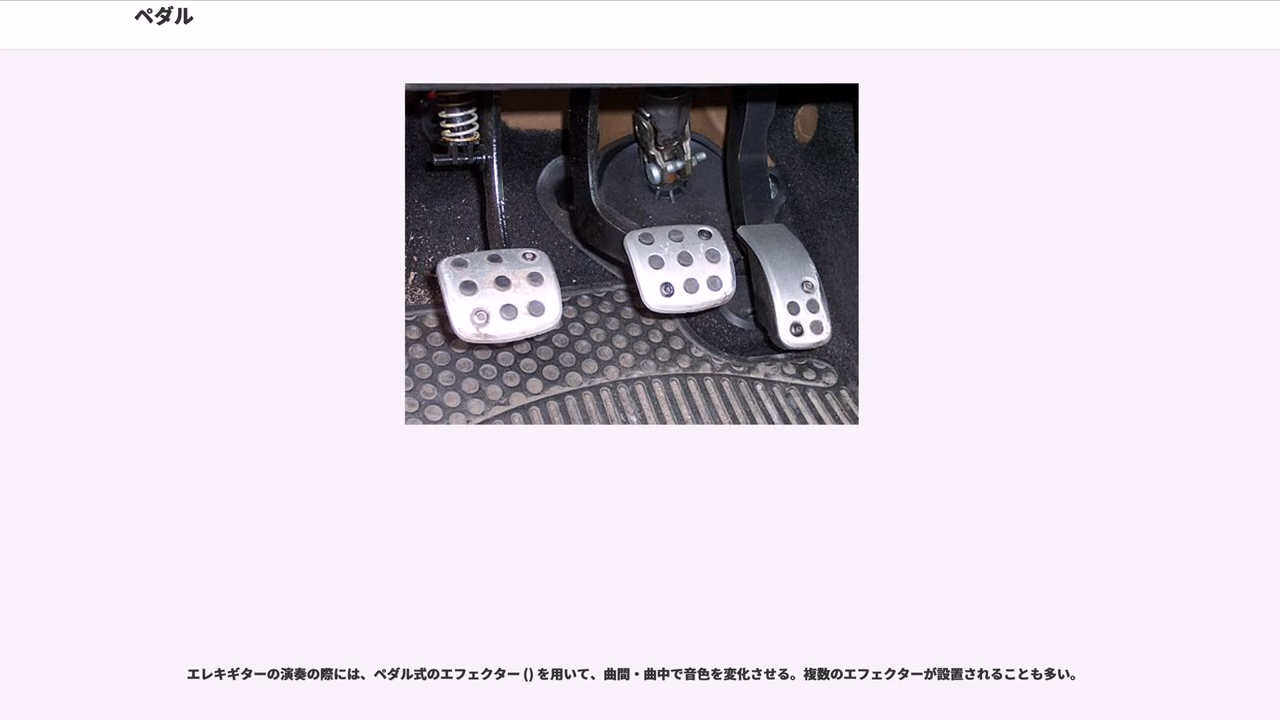 ペダル
エレキギターの演奏の際には、ペダル式のエフェクター () を用いて、曲間・曲中で音色を変化させる。複数のエフェクターが設置されることも多い。